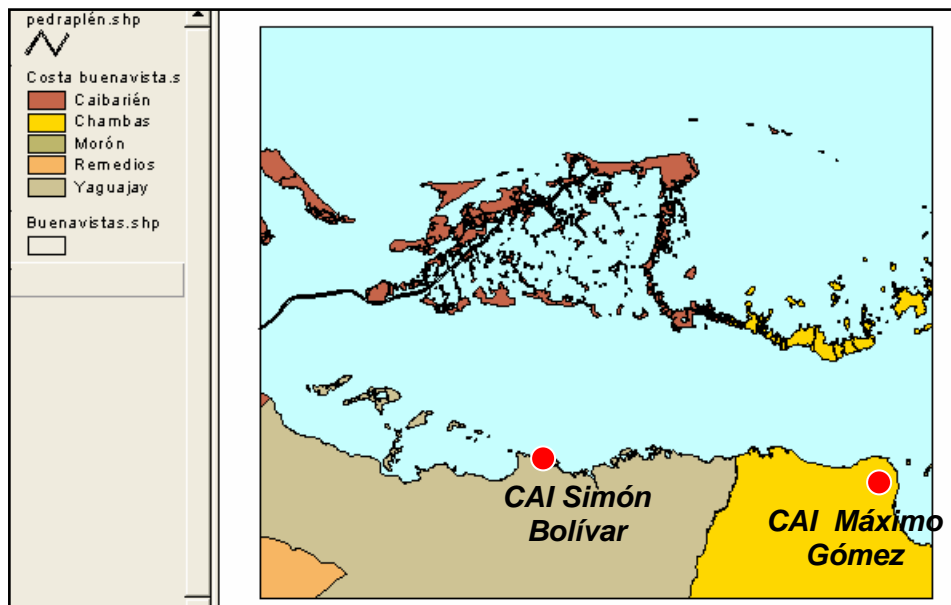 pedraplén.shp
Costa buenavista.s
Caibarién
Chambas
Morón
Remedios
Yaguajay
Buenavistas.shp
CAI Simón
Bolívar
CAI Máximo
Gómez